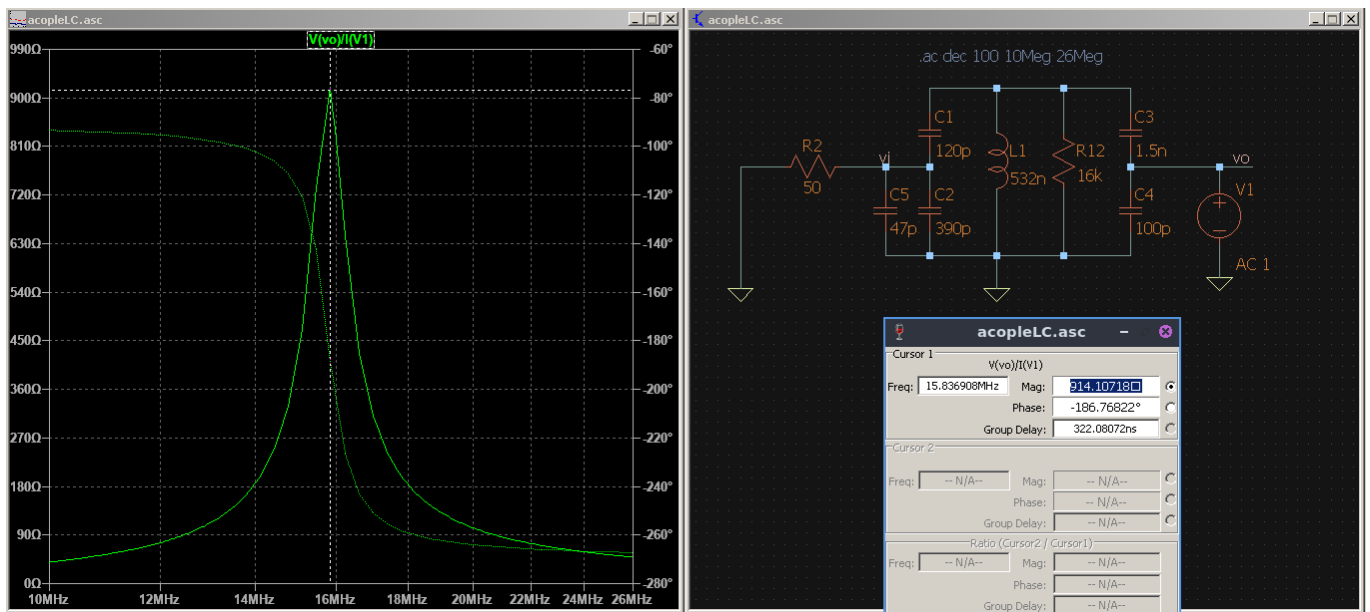 acopleLC.asc
V(vo)/I(V1)
990Ω
900Ω
810Ω
720Ω
630Ω
540Ω
450Ω
360Ω
270Ω
180Ω
90Ω
0Ω
-60°
-80°
-100°
-120°
-140°
-160°
-180°
-200°
-220°
-240°
-260°
-280°
10MHz 12MHz 14MHz 16MHz 18MHz 20MHz 22MHz 24MHz 26MHz
acopleLC.asc
.ac dec 100 10Meg 26Meg
R2
50
vi
C1
120p
L1
532n
R12
16k
C3
1.5n
vo
C5
47p
C2
390p
C4
100p
V1
AC 1
acopleLC.asc
Cursor 1
V(vo)/I(V1)
Freq: 15.836908MHz Mag: 914.10718□
Phase: -186.76822°
Group Delay: 322.08072ns
Cursor 2
Freq: -- N/A-- Mag: -- N/A--
Phase: -- N/A--
Group Delay: -- N/A--
Ratio (Cursor2 / Cursor1)
Freq: -- N/A-- Mag: -- N/A--
Phase: -- N/A--
Group Delay: -- N/A--